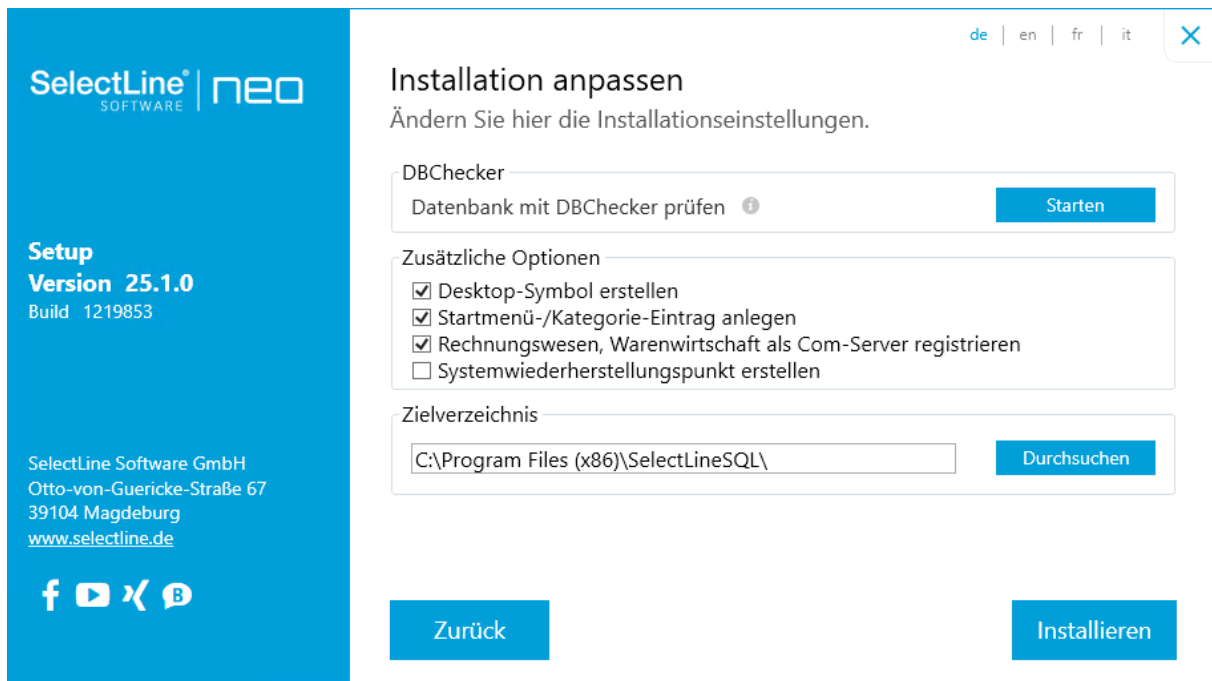 SelectLine® | neo
SOFTWARE
Setup
Version 25.1.0
Build 1219853
SelectLine Software GmbH
Otto-von-Guericke-Straße 67
39104 Magdeburg
www.selectline.de
de | en | fr | it
Installation anpassen
Ändern Sie hier die Installationseinstellungen.
DBChecker
Datenbank mit DBChecker prüfen
Starten
Zusätzliche Optionen
Desktop-Symbol erstellen
Startmenü-/Kategorie-Eintrag anlegen
Rechnungswesen, Warenwirtschaft als Com-Server registrieren
Systemwiederherstellungspunkt erstellen
Zielverzeichnis
C:\Program Files (x86)\SelectLineSQL\
Durchsuchen
Zurück
Installieren